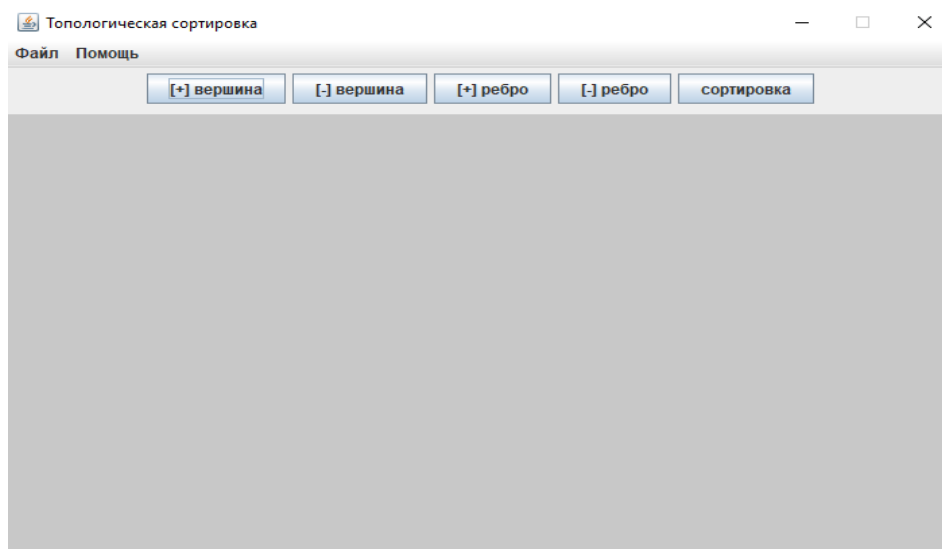 Топологическая сортировка
Файл Помощь
[+] вершина [-] вершина [+] ребро [-] ребро сортировка